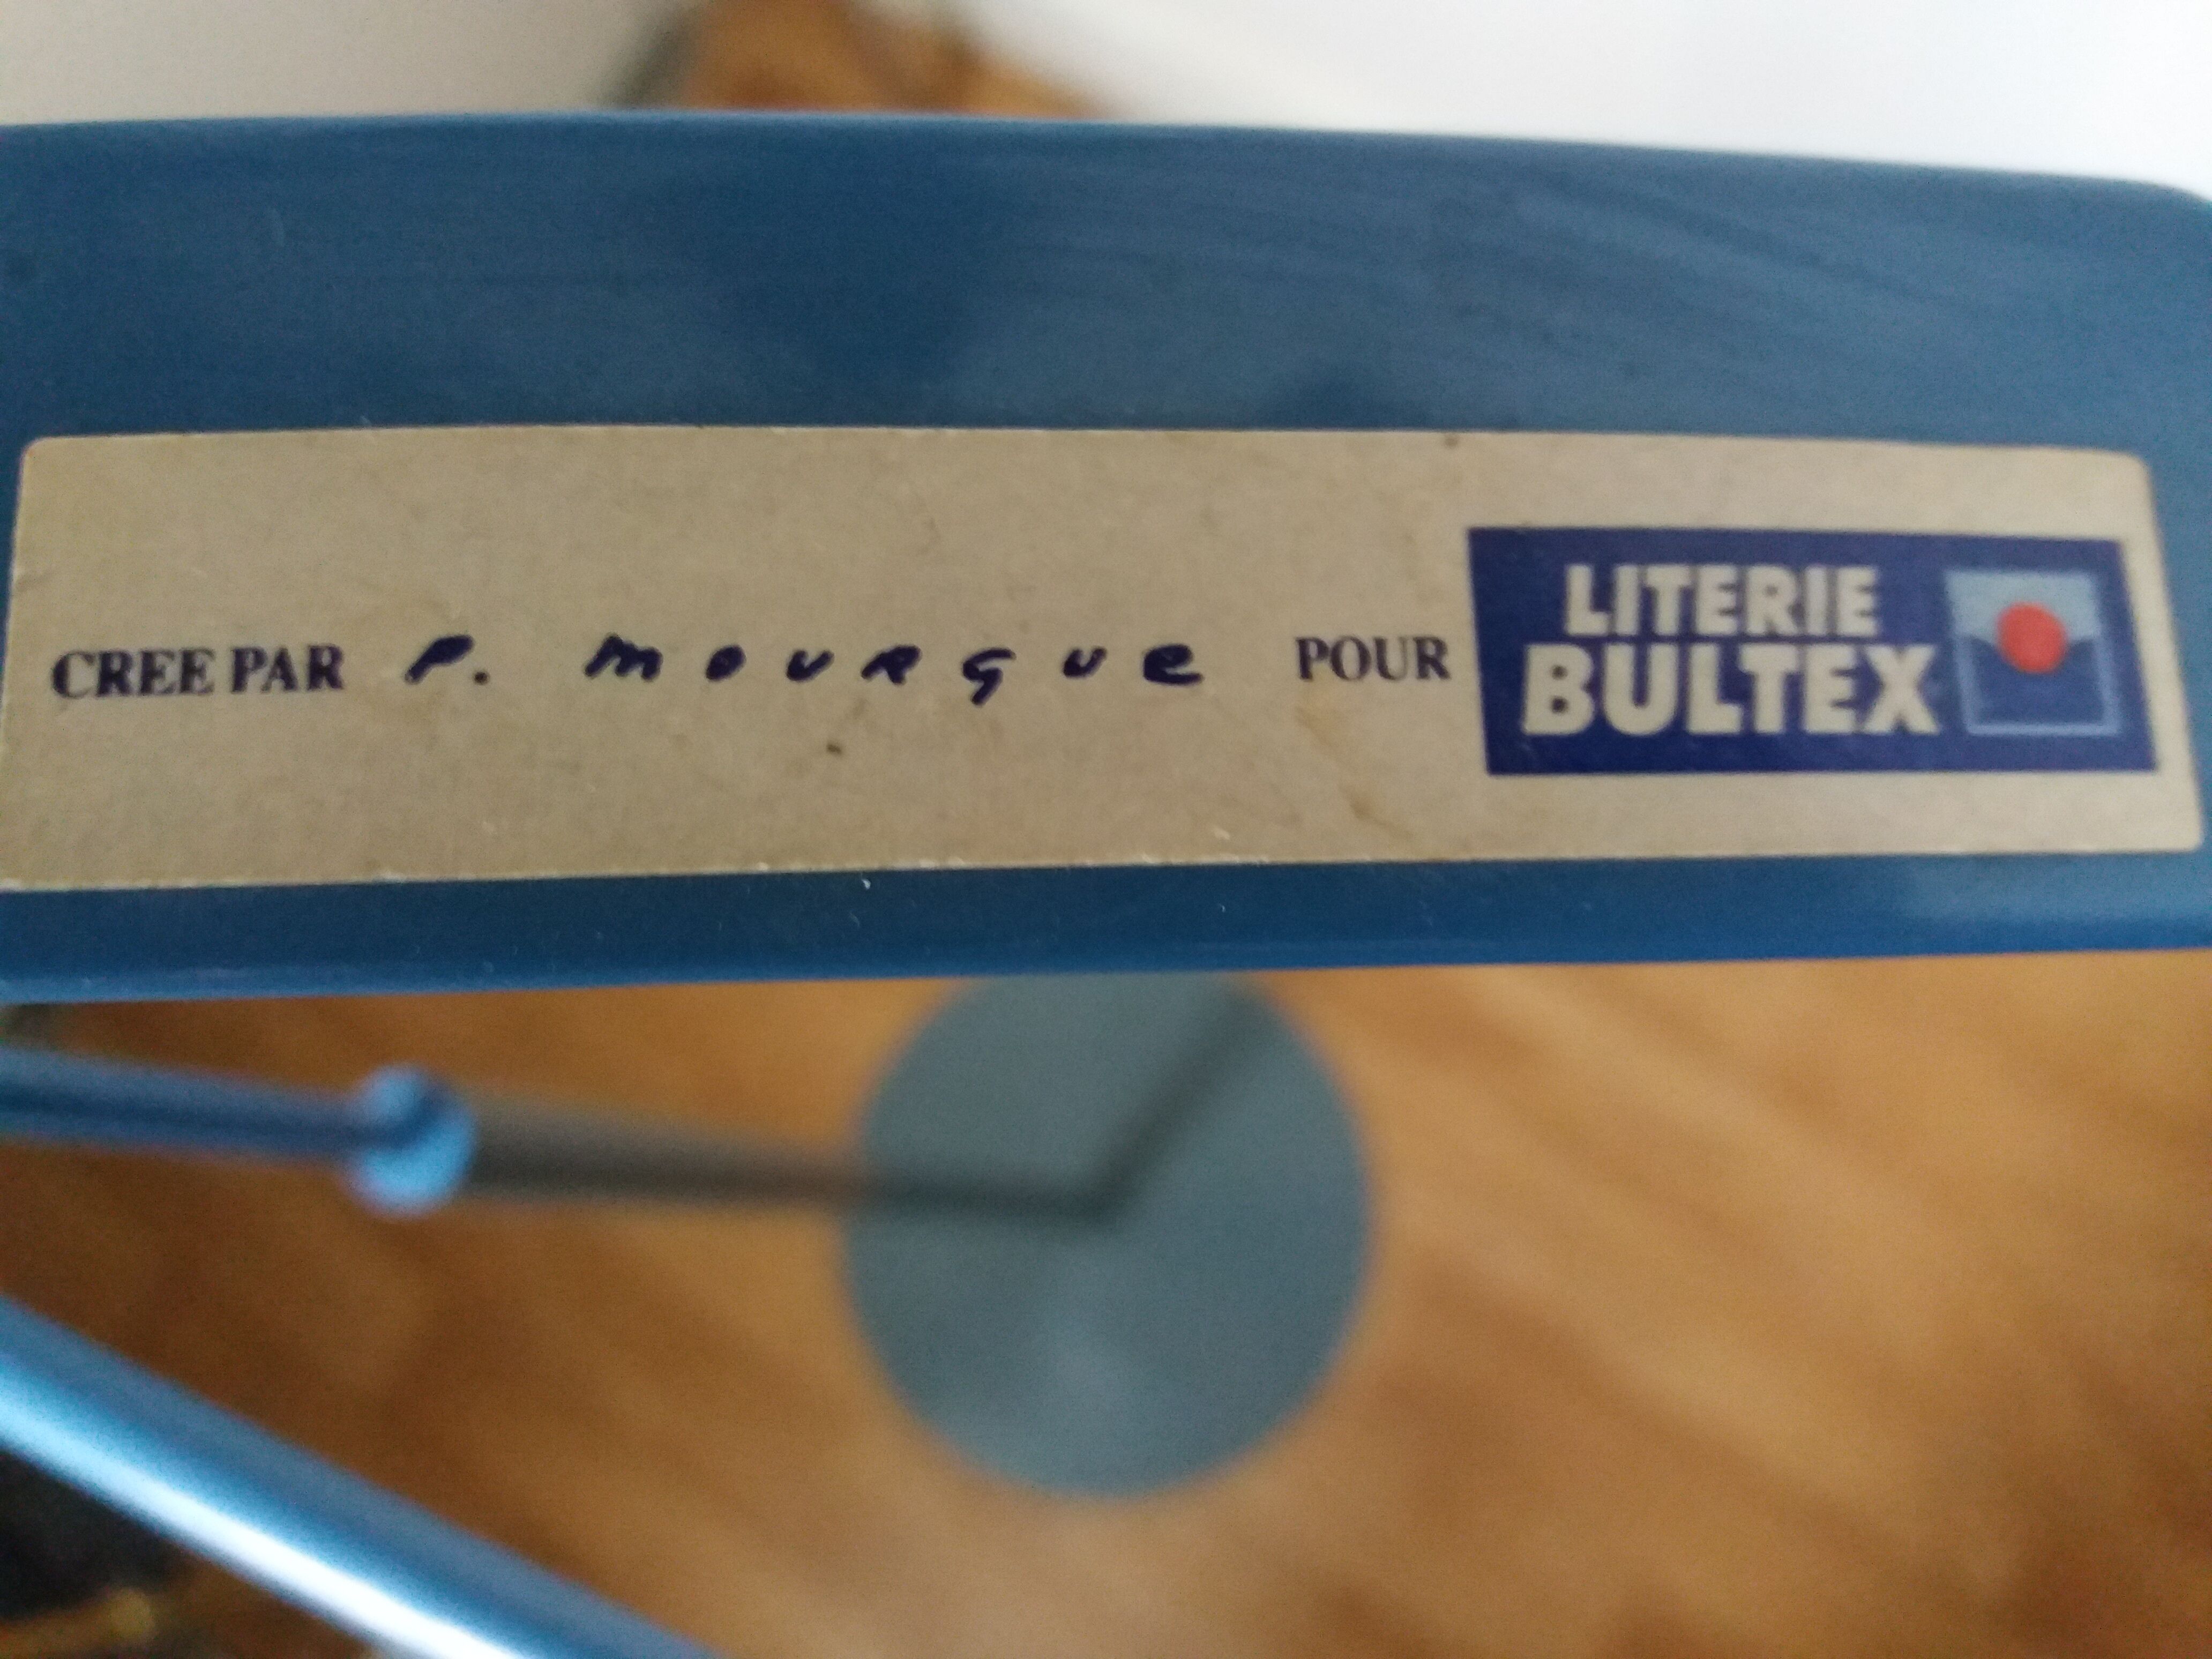 CREE PAR P. mourgue POUR
LITERIE
BULTEX